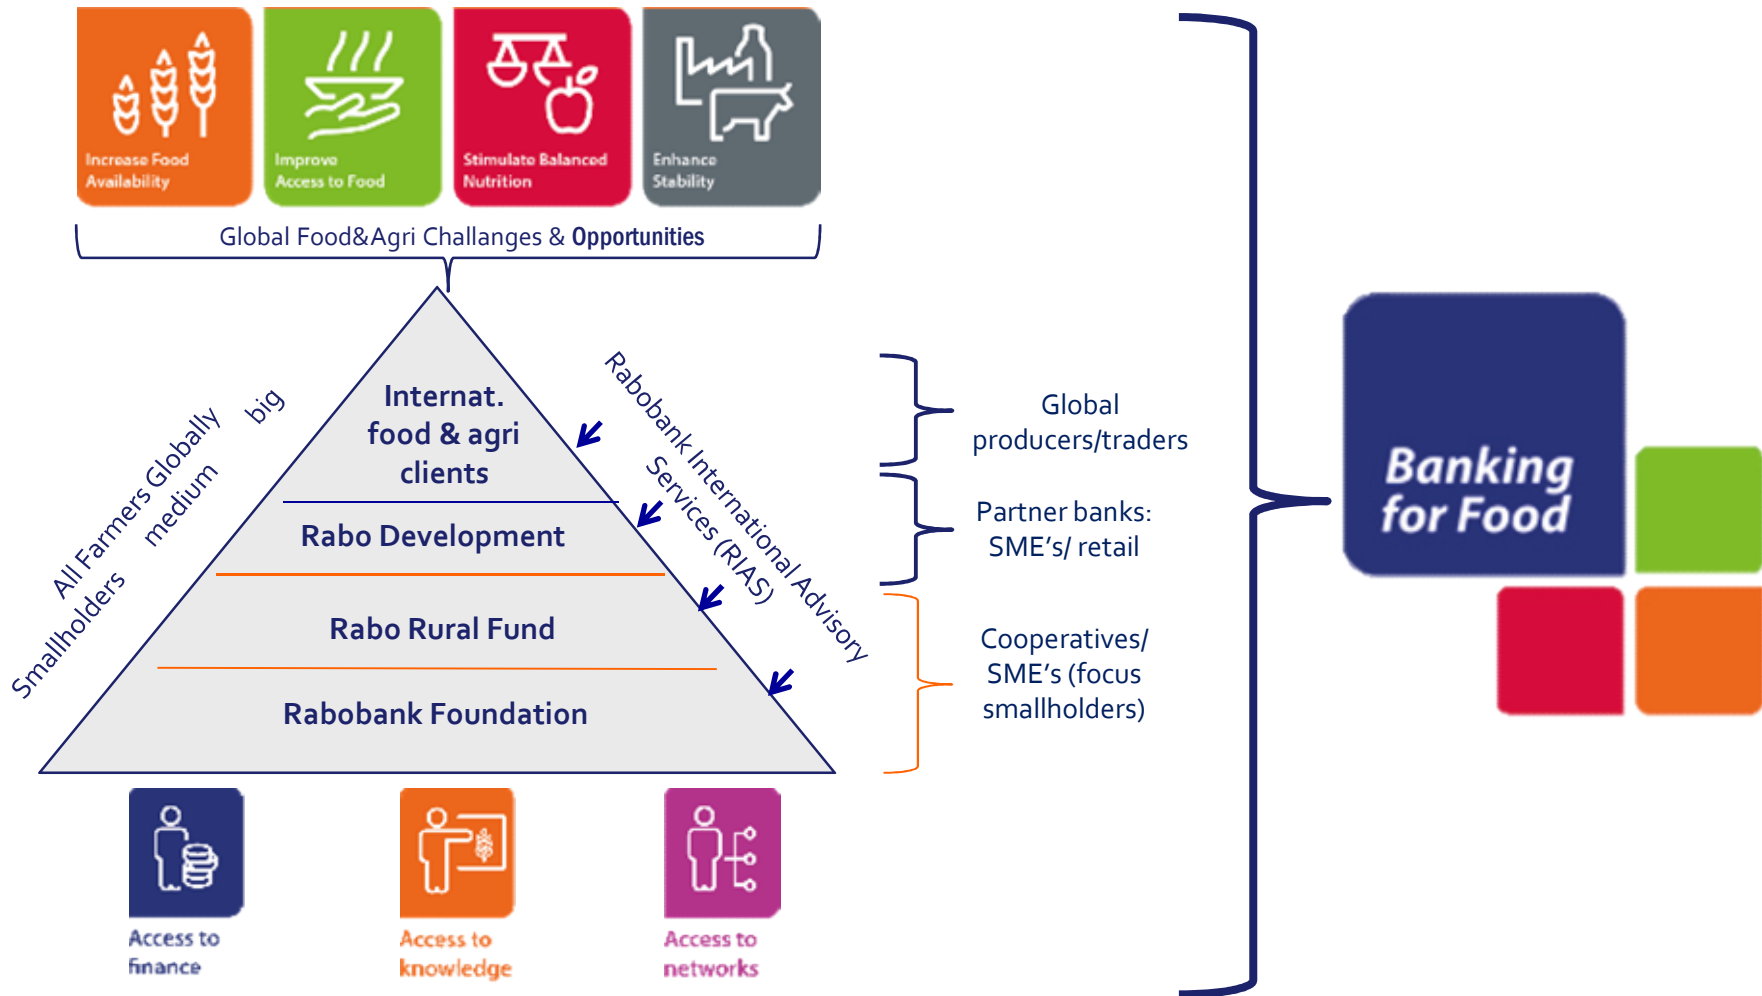 Increase Food
Availability
Improve
Access to Food
Stimulate Balanced
Nutrition
Enhance
Stability
Global Food&Agri Challanges & Opportunities
All Farmers Globally
Smallholders
medium
big
Internat.
food & agri
clients
Rabo Development
Rabo Rural Fund
Rabobank Foundation
Rabobank International Advisory
Services (RIAS)
Global
producers/traders
Partner banks:
SME's/ retail
Cooperatives/
SME's (focus
smallholders)
Banking
for Food
Access to
finance
Access to
knowledge
Access to
networks